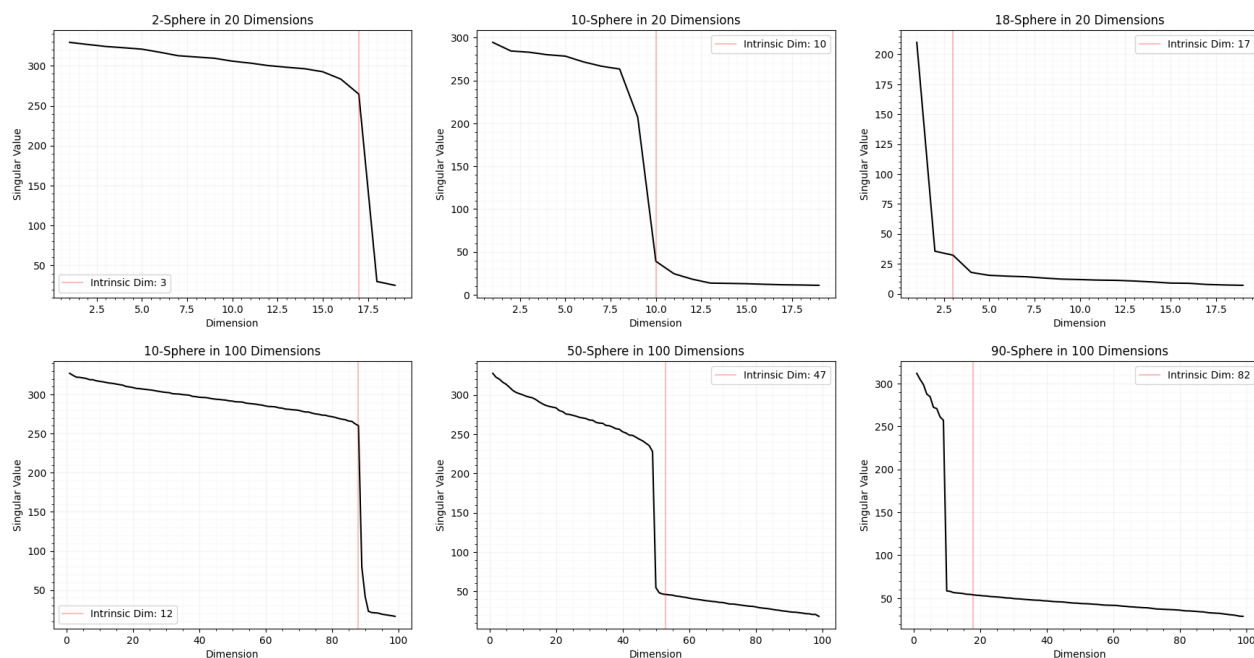 2-Sphere in 20 Dimensions
300
250
200
150
100
50
Singular Value
Intrinsic Dim: 3
2.5 5.0 7.5 10.0 12.5 15.0 17.5
Dimension
10-Sphere in 20 Dimensions
300
250
200
150
100
50
0
Singular Value
Intrinsic Dim: 10
2.5 5.0 7.5 10.0 12.5 15.0 17.5
Dimension
18-Sphere in 20 Dimensions
200
175
150
125
100
75
50
25
0
Singular Value
Intrinsic Dim: 17
2.5 5.0 7.5 10.0 12.5 15.0 17.5
Dimension
10-Sphere in 100 Dimensions
300
250
200
150
100
50
Singular Value
Intrinsic Dim: 12
0 20 40 60 80 100
Dimension
50-Sphere in 100 Dimensions
300
250
200
150
100
50
Singular Value
Intrinsic Dim: 47
0 20 40 60 80 100
Dimension
90-Sphere in 100 Dimensions
300
250
200
150
100
50
Singular Value
Intrinsic Dim: 82
0 20 40 60 80 100
Dimension